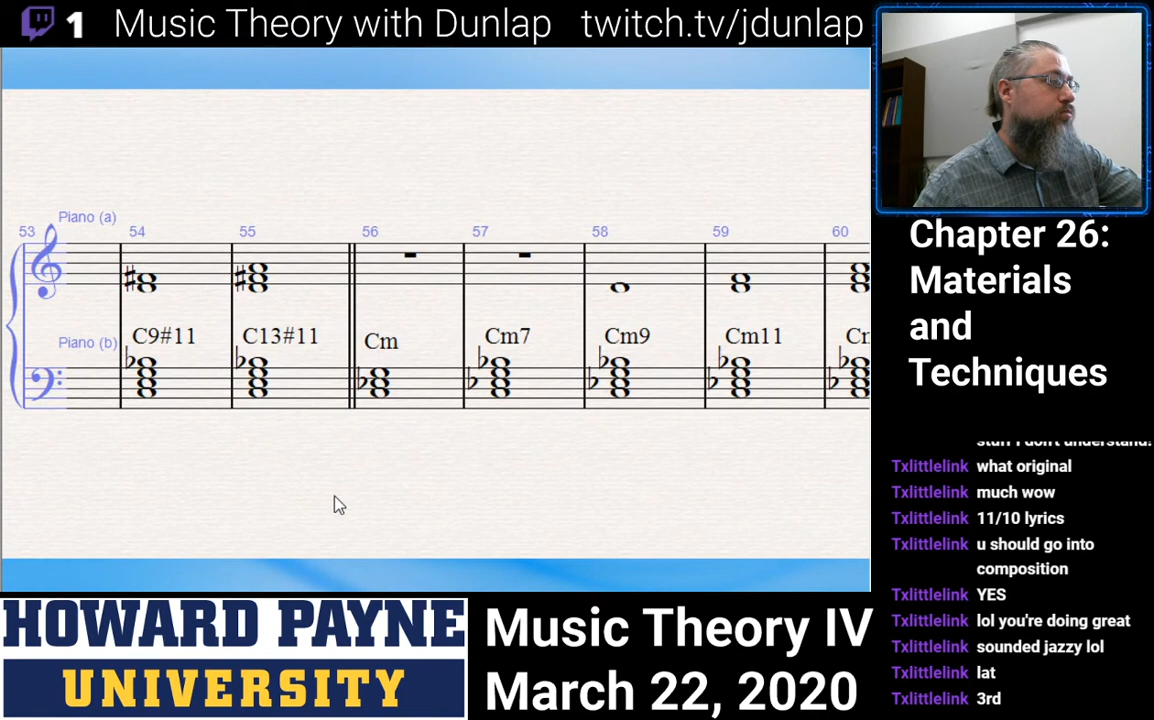 1 Music Theory with Dunlap twitch.tv/jdunlap
Piano (a)
53 54 55 56 57 58 59 60
C9#11 C13#11 Cm Cm7 Cm9 Cm11
Piano (b)
Chapter 26:
Materials
and
Techniques
stuff I don't understand!
Txlittlelink what original
Txlittlelink much wow
Txlittlelink 11/10 lyrics
Txlittlelink u should go into
composition
Txlittlelink YES
Txlittlelink lol you're doing great
Txlittlelink sounded jazzy lol
Txlittlelink lat
Txlittlelink 3rd
HOWARD PAYNE
UNIVERSITY
Music Theory IV
March 22, 2020